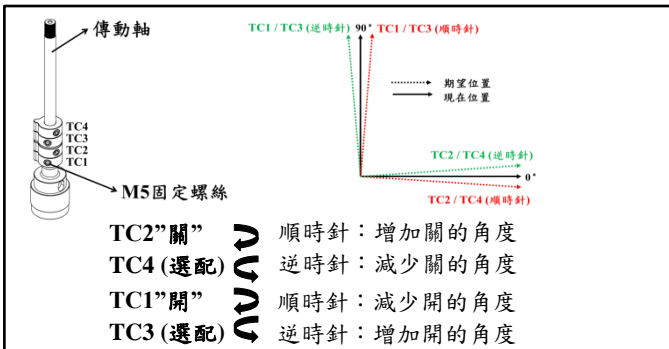 傳動軸
TC4
TC3
TC2
TC1
M5固定螺絲
TC1 / TC3 (逆時針)
90°
TC1 / TC3 (順時針)
期望位置
現在位置
TC2 / TC4 (逆時針)
0°
TC2 / TC4 (順時針)
TC2”關” 順時針：增加關的角度
TC4 (選配) 逆時針：減少關的角度
TC1”開” 順時針：減少開的角度
TC3 (選配) 逆時針：增加開的角度